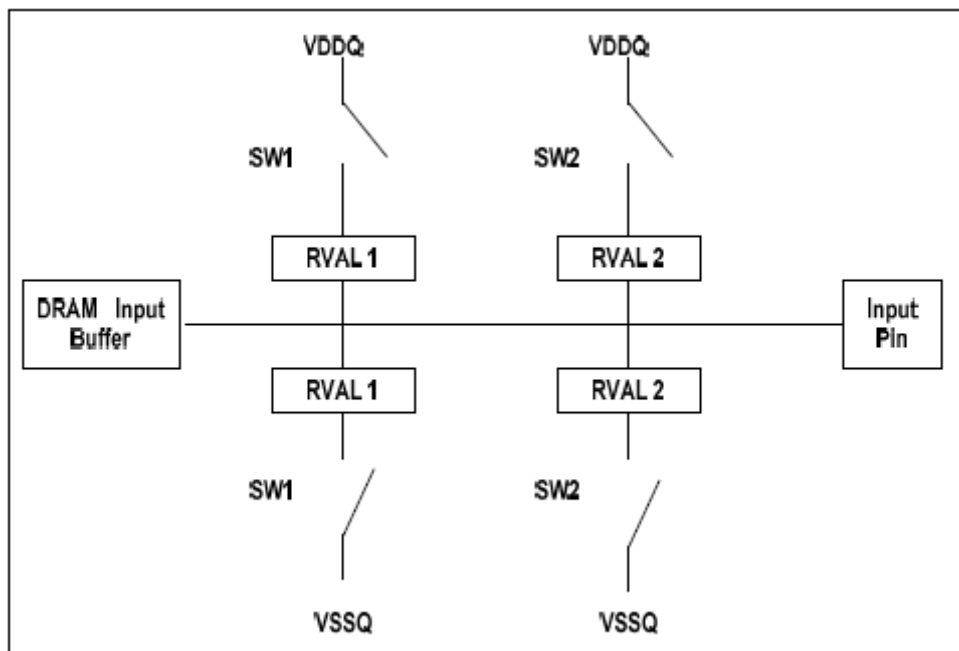 VDDQ VDDQ
SW1 SW2
RVAL 1 RVAL 2
DRAM Input
Buffer
Input
Pin
RVAL 1 RVAL 2
SW1 SW2
VSSQ VSSQ